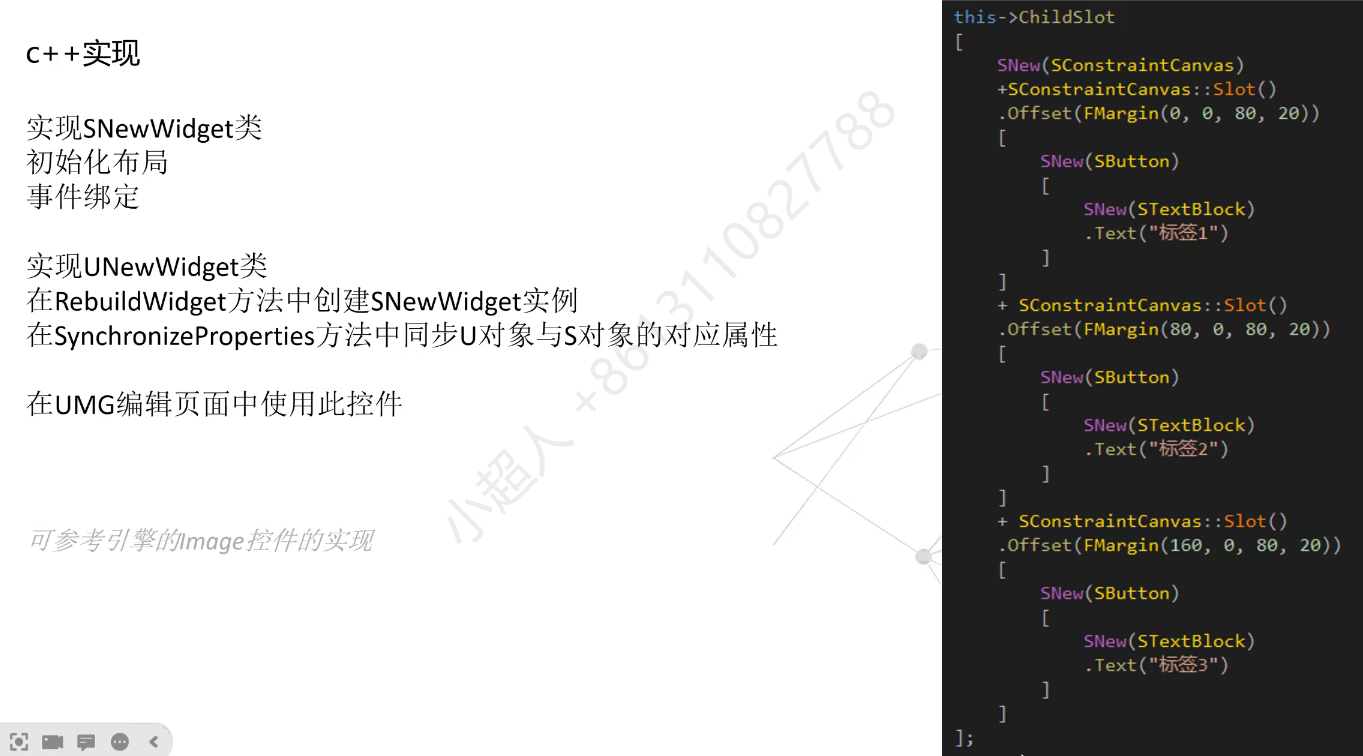 c++实现
实现SNewWidget类
初始化布局
事件绑定
实现UNewWidget类
在RebuildWidget方法中创建SNewWidget实例
在SynchronizeProperties方法中同步U对象与S对象的对应属性
在UMG编辑页面中使用此控件
可参考引擎的Image控件的实现
小超人 +8613110827788
this->ChildSlot
[
SNew(SConstraintCanvas)
+SConstraintCanvas::Slot()
.Offset(FMargin(0, 0, 80, 20))
[
SNew(SButton)
[
SNew(STextBlock)
.Text("标签1")
]
]
+ SConstraintCanvas::Slot()
.Offset(FMargin(80, 0, 80, 20))
[
SNew(SButton)
[
SNew(STextBlock)
.Text("标签2")
]
]
+ SConstraintCanvas::Slot()
.Offset(FMargin(160, 0, 80, 20))
[
SNew(SButton)
[
SNew(STextBlock)
.Text("标签3")
]
]
];